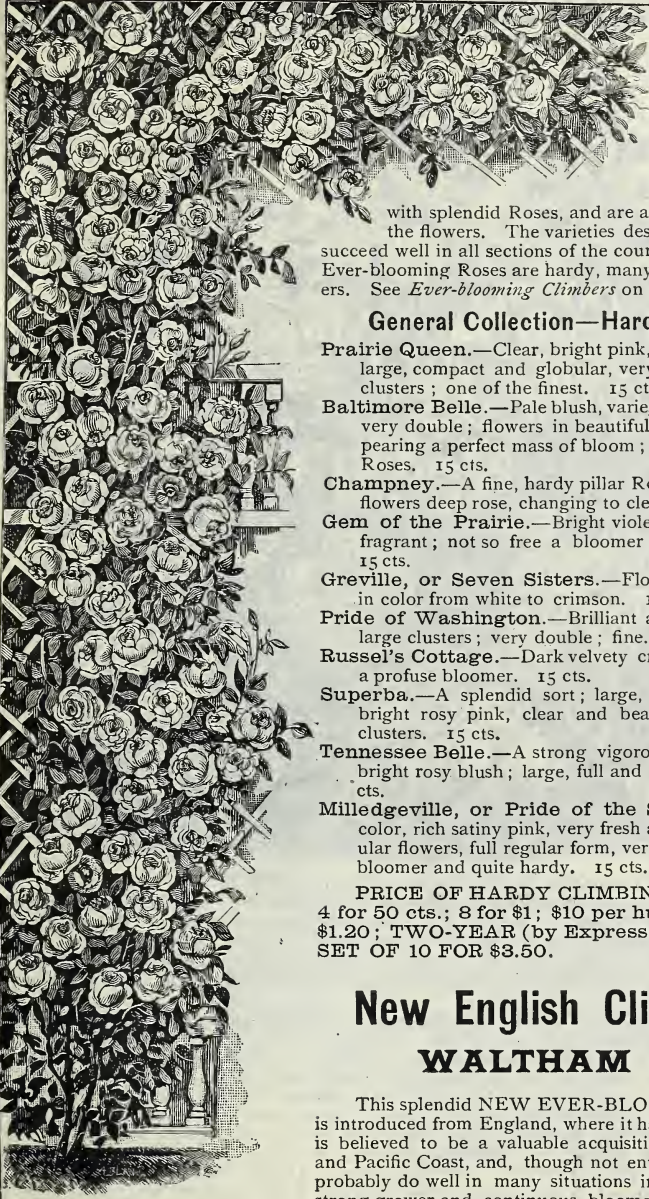 with splendid Roses, and are a
the flowers. The varieties des
succeed well in all sections of the cour
Ever-blooming Roses are hardy, many
ers. See Ever-blooming Climbers on
General Collection—Hard
Prairie Queen.—Clear, bright pink,
large, compact and globular, very
clusters ; one of the finest. 15 ct
Baltimore Belle.—Pale blush, varie
very double ; flowers in beautiful
pearing a perfect mass of bloom ;
Roses. 15 cts.
Champney.—A fine, hardy pillar Ro
flowers deep rose, changing to cle
Gem of the Prairie.—Bright viole
fragrant ; not so free a bloomer
15 cts.
Greville, or Seven Sisters.—Flo
in color from white to crimson. 1
Pride of Washington.—Brilliant a
large clusters ; very double ; fine.
Russel's Cottage.—Dark velvety cr
a profuse bloomer. 15 cts.
Superba.—A splendid sort ; large,
bright rosy pink, clear and bea
clusters. 15 cts.
Tennessee Belle.—A strong vigoro
bright rosy blush ; large, full and
cts.
Milledgeville, or Pride of the S
color, rich satiny pink, very fresh a
ular flowers, full regular form, ver
bloomer and quite hardy. 15 cts.
PRICE OF HARDY CLIMBIN
4 for 50 cts.; 8 for $1; $10 per hu
$1.20 ; TWO-YEAR (by Express
SET OF 10 FOR $3.50.
New English Cli
WALTHAM
This splendid NEW EVER-BLO
is introduced from England, where it h
is believed to be a valuable acquisiti
and Pacific Coast, and, though not en
probably do well in many situations i
strong grower and continuous bloom